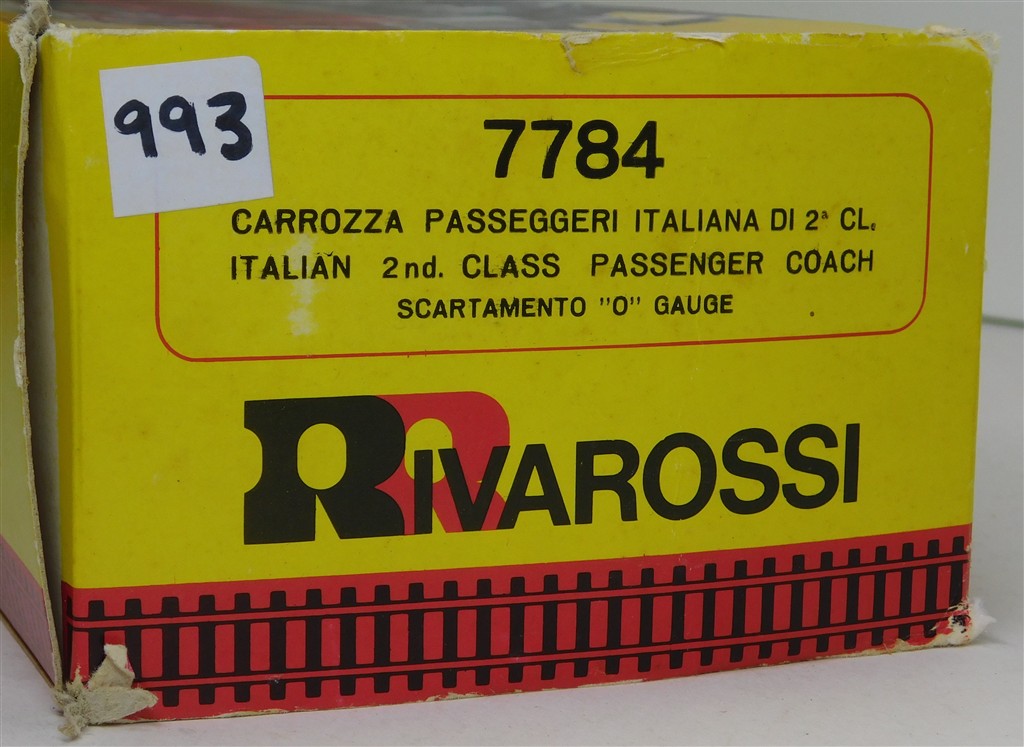 993
7784
CARROZZA PASSEGGERI ITALIANA DI 2ª CL.
ITALIAN 2nd. CLASS PASSENGER COACH
SCARTAMENTO "O" GAUGE
RIVAROSSI